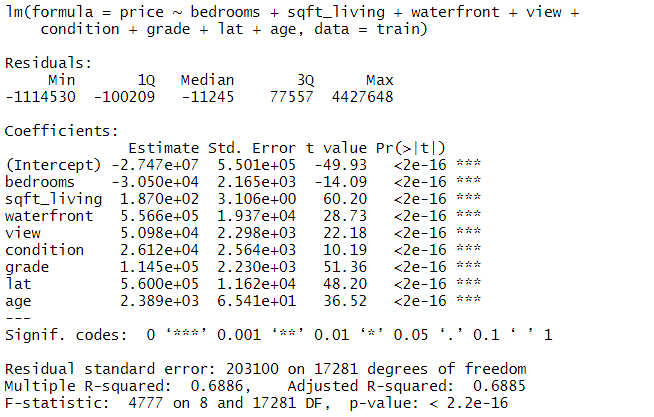 lm(formula = price ~ bedrooms + sqft_living + waterfront + view +
    condition + grade + lat + age, data = train)

Residuals:
     Min       1Q   Median       3Q      Max
-1114530  -100209   -11245    77557  4427648

Coefficients:
              Estimate Std. Error t value Pr(>|t|)
(Intercept) -2.747e+07  5.501e+05  -49.93   <2e-16 ***
bedrooms    -3.050e+04  2.165e+03  -14.09   <2e-16 ***
sqft_living  1.870e+02  3.106e+00   60.20   <2e-16 ***
waterfront   5.566e+05  1.937e+04   28.73   <2e-16 ***
view         5.098e+04  2.298e+03   22.18   <2e-16 ***
condition    2.612e+04  2.564e+03   10.19   <2e-16 ***
grade        1.145e+05  2.230e+03   51.36   <2e-16 ***
lat          5.600e+05  1.162e+04   48.20   <2e-16 ***
age          2.389e+03  6.541e+01   36.52   <2e-16 ***
---
Signif. codes:  0 ‘***’ 0.001 ‘**’ 0.01 ‘*’ 0.05 ‘.’ 0.1 ‘ ’ 1

Residual standard error: 203100 on 17281 degrees of freedom
Multiple R-squared:  0.6886,    Adjusted R-squared:  0.6885
F-statistic:  4777 on 8 and 17281 DF,  p-value: < 2.2e-16